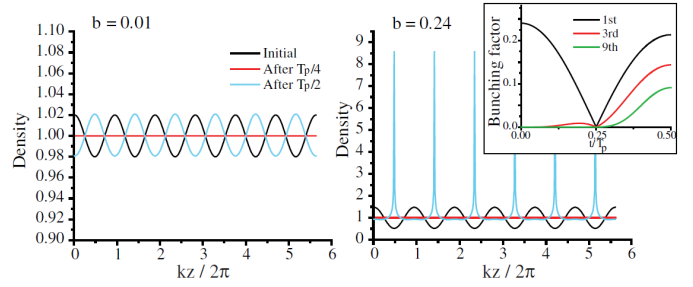 b = 0.01
1.10
1.08
1.06
1.04
1.02
1.00
0.98
0.96
0.94
0.92
0.90
Density
Initial
After Tp/4
After Tp/2
0 1 2 3 4 5 6
kz / 2π
b = 0.24
9
8
7
6
5
4
3
2
1
0
Density
0 1 2 3 4 5 6
kz / 2π
Bunching factor
0.2
0.1
0.0
1st
3rd
9th
0.00 0.25 0.50
t/Tp